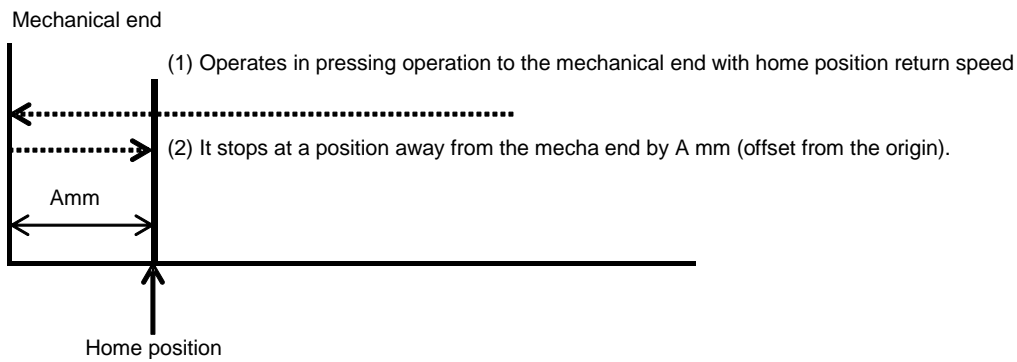 Mechanical end
(1) Operates in pressing operation to the mechanical end with home position return speed
(2) It stops at a position away from the mecha end by A mm (offset from the origin).
Amm
Home position